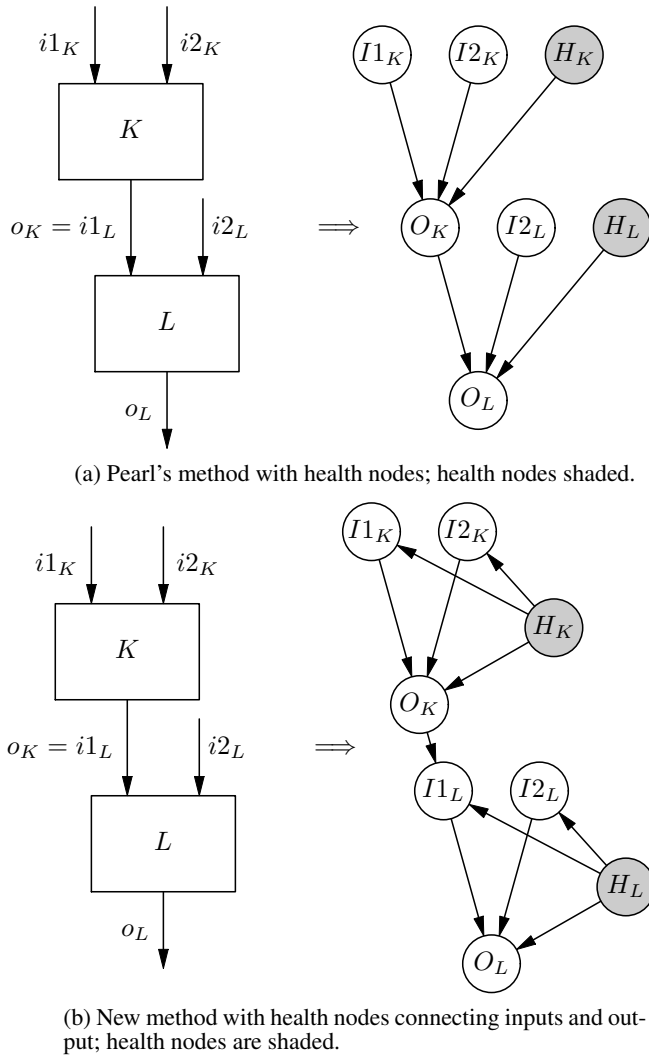 i1_K i2_K I1_K I2_K H_K
K
o_K = i1_L i2_L ⟹ O_K I2_L H_L
L
o_L O_L
(a) Pearl's method with health nodes; health nodes shaded.
i1_K i2_K I1_K I2_K
K H_K
O_K
o_K = i1_L i2_L ⟹
I1_L I2_L
L
H_L
o_L O_L
(b) New method with health nodes connecting inputs and out-
put; health nodes are shaded.